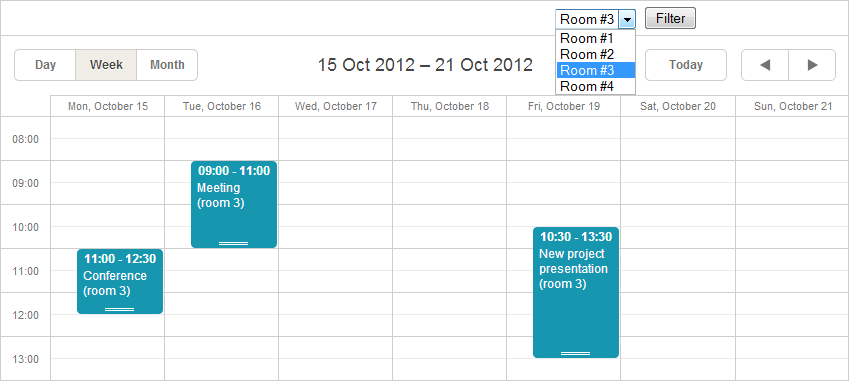 Room #3 Filter
Room #1
Room #2
Room #3
Room #4
Day Week Month 15 Oct 2012 – 21 Oct 2012 Today
Mon, October 15 Tue, October 16 Wed, October 17 Thu, October 18 Fri, October 19 Sat, October 20 Sun, October 21
08:00
09:00
10:00
11:00
12:00
13:00
11:00 - 12:30
Conference
(room 3)
09:00 - 11:00
Meeting
(room 3)
10:30 - 13:30
New project
presentation
(room 3)